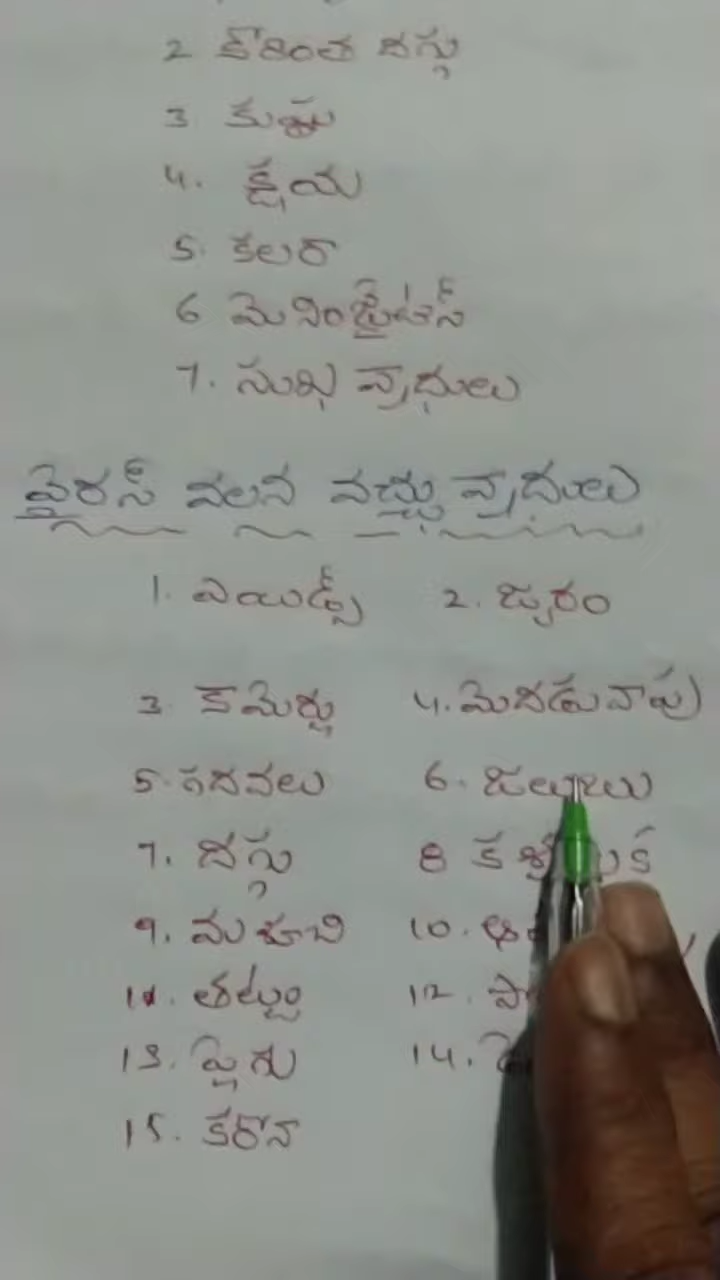 2 కోరింత దగ్గు
3 కుష్ఠు
4. క్షయ
5. కలరా
6 మెనింజైటిస్
7. సుఖ వ్యాధులు
వైరస్ వలన వచ్చు వ్యాధులు
1. ఎయిడ్స్ 2. జ్వరం
3 కామెర్లు 4. మెదడు వాపు
5. గదవలు 6. జలుబు
7. దగ్గు 8
9. మశూచి 10.
11. తట్టు 12.
13. ప్లేగు 14.
15. కరోనా